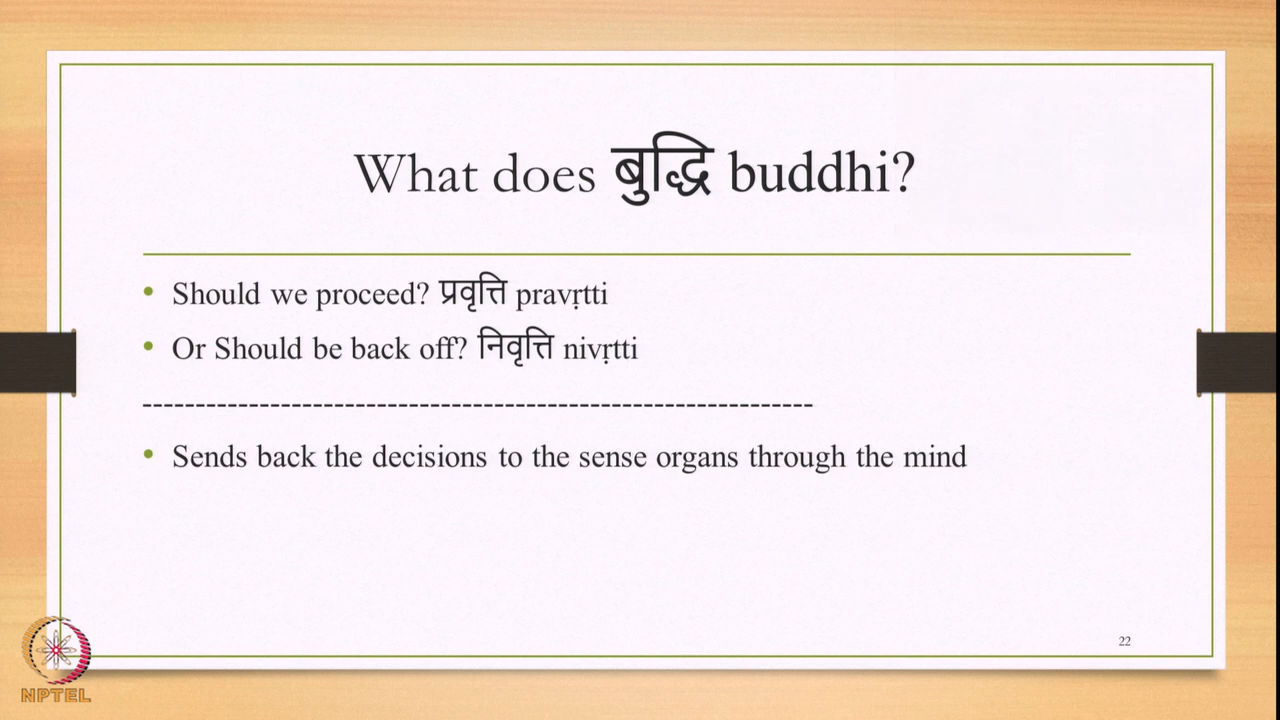 What does बुद्धि buddhi?
• Should we proceed? प्रवृत्ति pravṛtti
• Or Should be back off? निवृत्ति nivṛtti
----------------------------------------------------------------
• Sends back the decisions to the sense organs through the mind
22
NPTEL